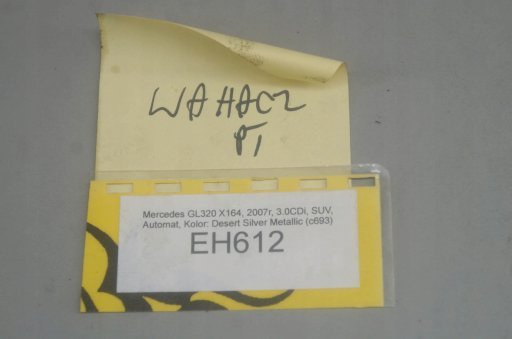 WAHACZ
PT
Mercedes GL320 X164, 2007r, 3.0CDi, SUV,
Automat, Kolor: Desert Silver Metallic (c693)
EH612